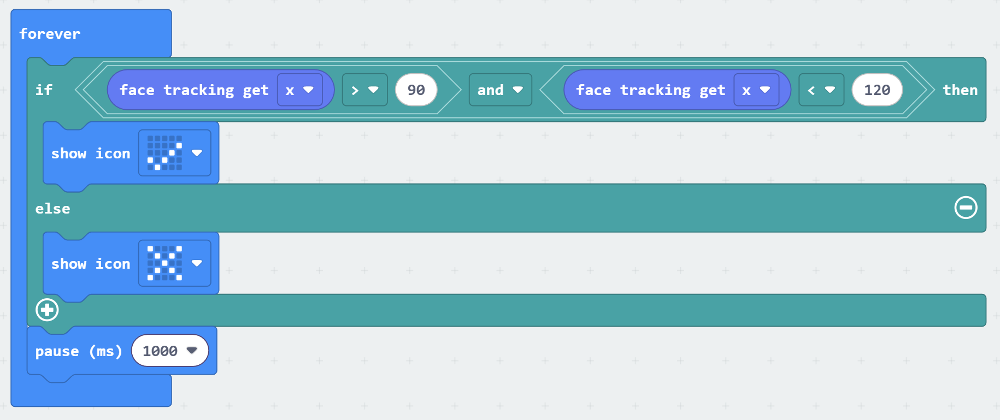 forever
if face tracking get x > 90 and face tracking get x < 120 then
show icon
else
show icon
pause (ms) 1000